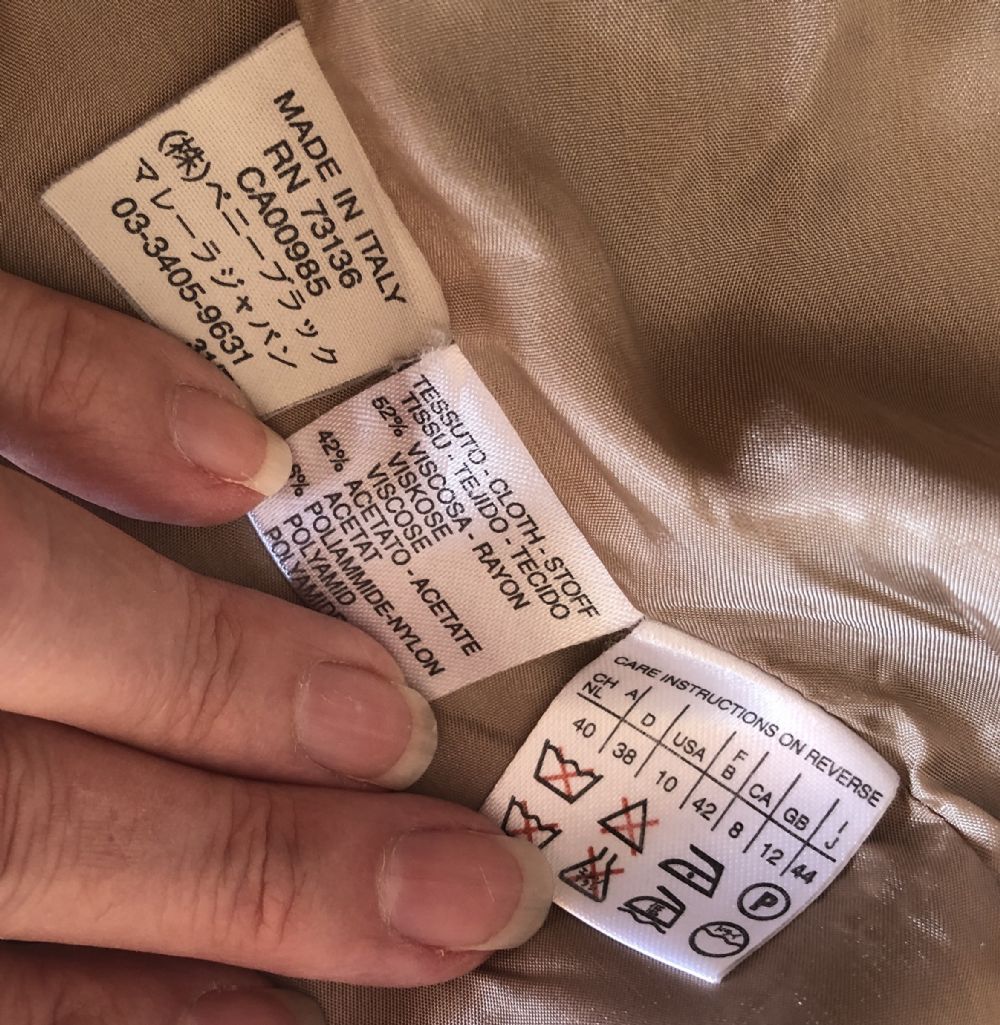 MADE IN ITALY
RN 73136
CA00985
(株)ペニーブラック
マレーラジャパン
03-3405-9631
TESSUTO - CLOTH - STOFF
TISSU - TEJIDO - TECIDO
52% VISCOSA - RAYON
VISKOSE
VISCOSE
42% ACETATO - ACETATE
ACETAT
6% POLIAMMIDE-NYLON
POLYAMID
POLYAMIDE
CARE INSTRUCTIONS ON REVERSE
CH A D USA F CA GB I
NL B J
40 38 10 42 8 12 44
P